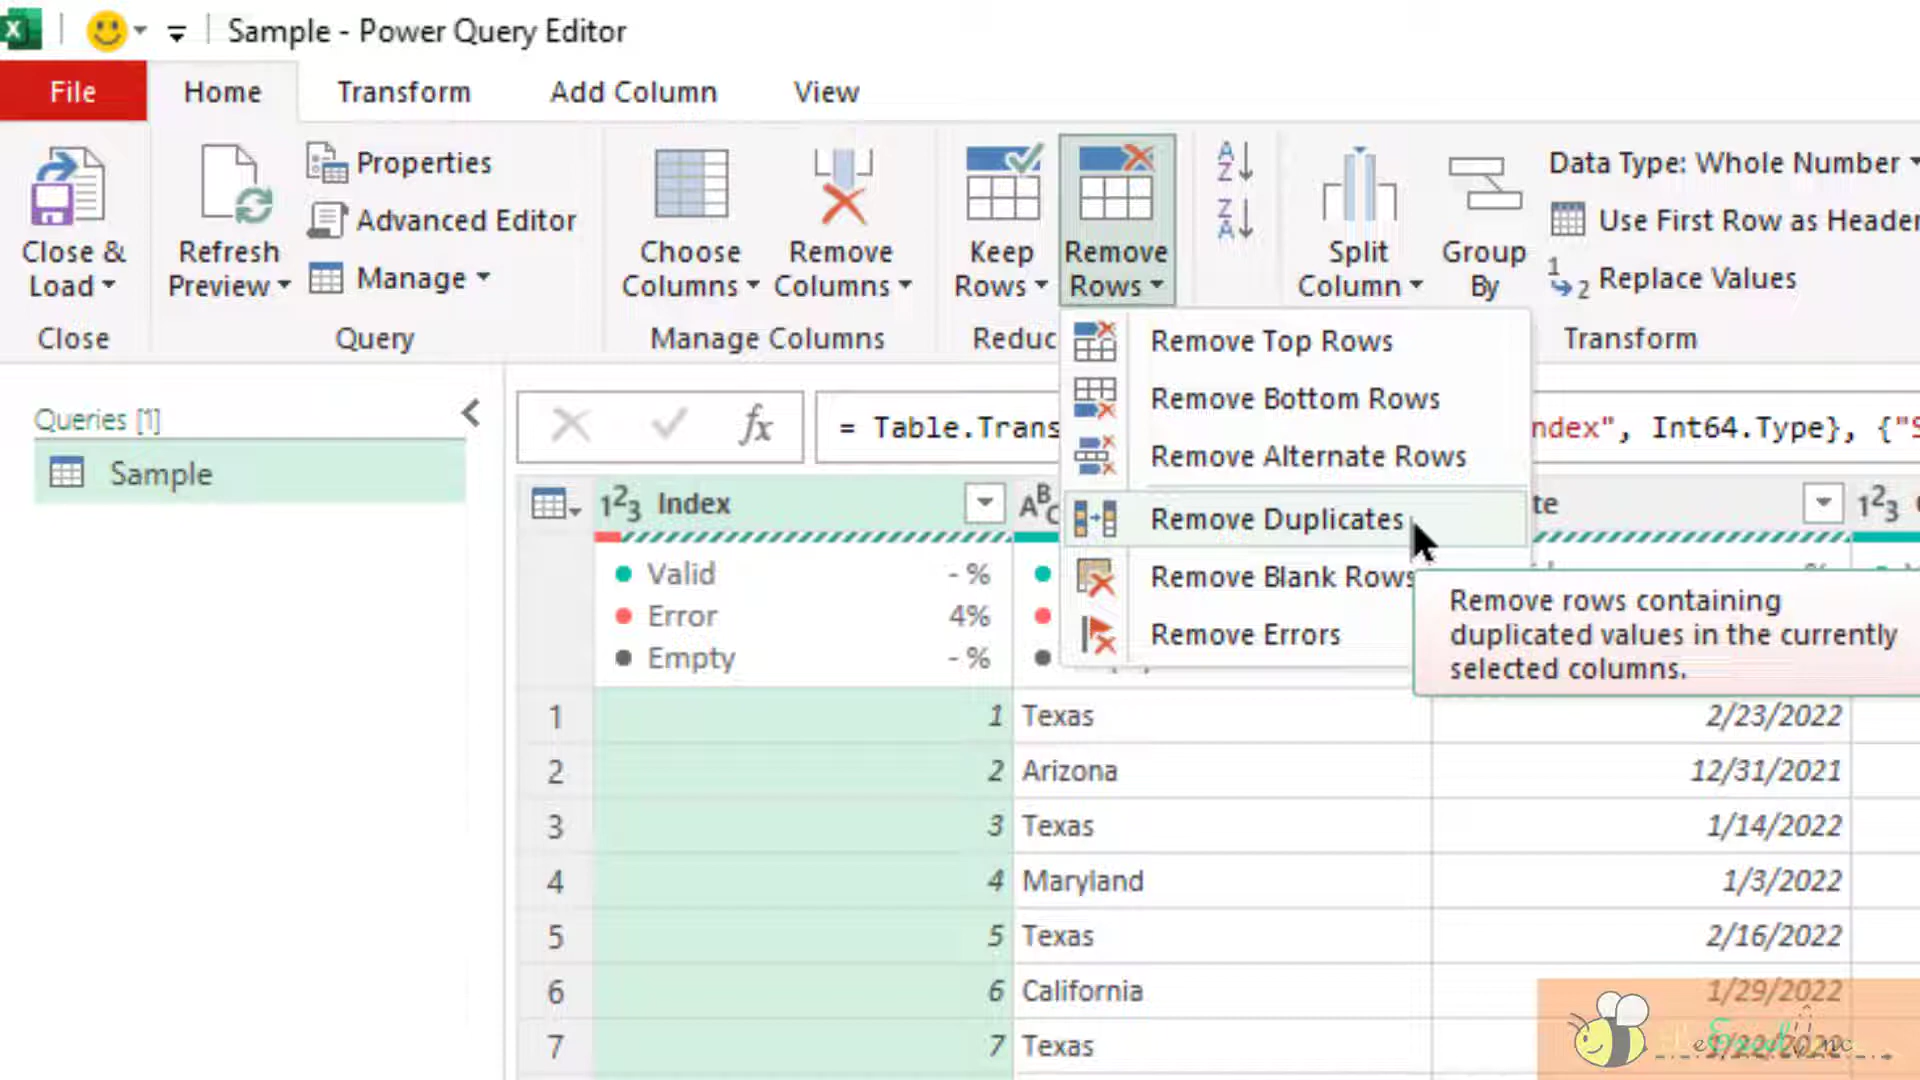 Sample - Power Query Editor
File
Home
Transform
Add Column
View
Close &
Load
Close
Refresh
Preview
Properties
Advanced Editor
Manage
Query
Choose
Columns
Remove
Columns
Manage Columns
Keep
Rows
Remove
Rows
Reduc
A
Z
Z
A
Split
Column
Group
By
Data Type: Whole Number
Use First Row as Header
1
2
Replace Values
Transform
Remove Top Rows
Remove Bottom Rows
Remove Alternate Rows
Remove Duplicates
Remove Blank Rows
Remove Errors
Remove rows containing
duplicated values in the currently
selected columns.
Queries [1]
Sample
fx
= Table.Trans
ndex", Int64.Type}, {"S
123 Index
ABC
te
123
Valid - %
Error 4%
Empty - %
1 1 Texas 2/23/2022
2 2 Arizona 12/31/2021
3 3 Texas 1/14/2022
4 4 Maryland 1/3/2022
5 5 Texas 2/16/2022
6 6 California 1/29/2022
7 7 Texas